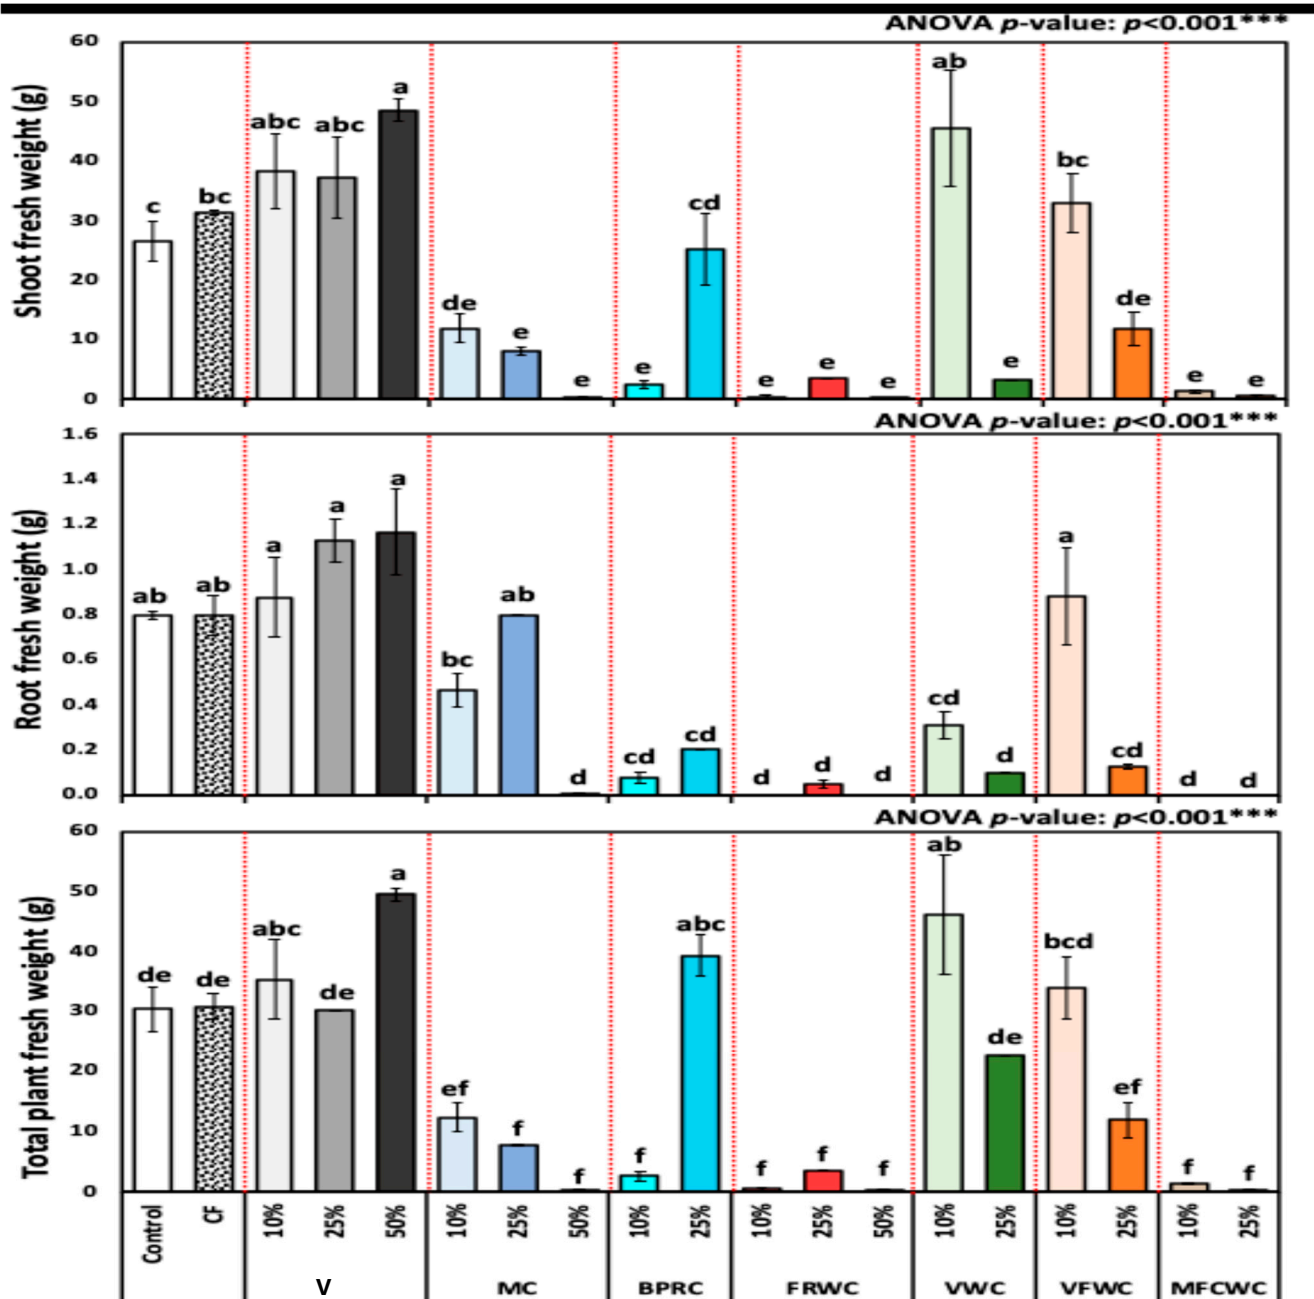 ANOVA p-value: p<0.001***
Shoot fresh weight (g)
60
50
40
30
20
10
0
c bc abc abc a de e e e cd e e e ab e bc de e e
ANOVA p-value: p<0.001***
Root fresh weight (g)
1.6
1.4
1.2
1.0
0.8
0.6
0.4
0.2
0.0
ab ab a a a bc ab d cd cd d d d cd d a cd d d
ANOVA p-value: p<0.001***
Total plant fresh weight (g)
60
50
40
30
20
10
0
de de abc de a ef f f f abc f f f ab de bcd ef f f
Control CF 10% 25% 50% 10% 25% 50% 10% 25% 10% 25% 50% 10% 25% 10% 25% 10% 25%
V MC BPRC FRWC VWC VFWC MFCWC